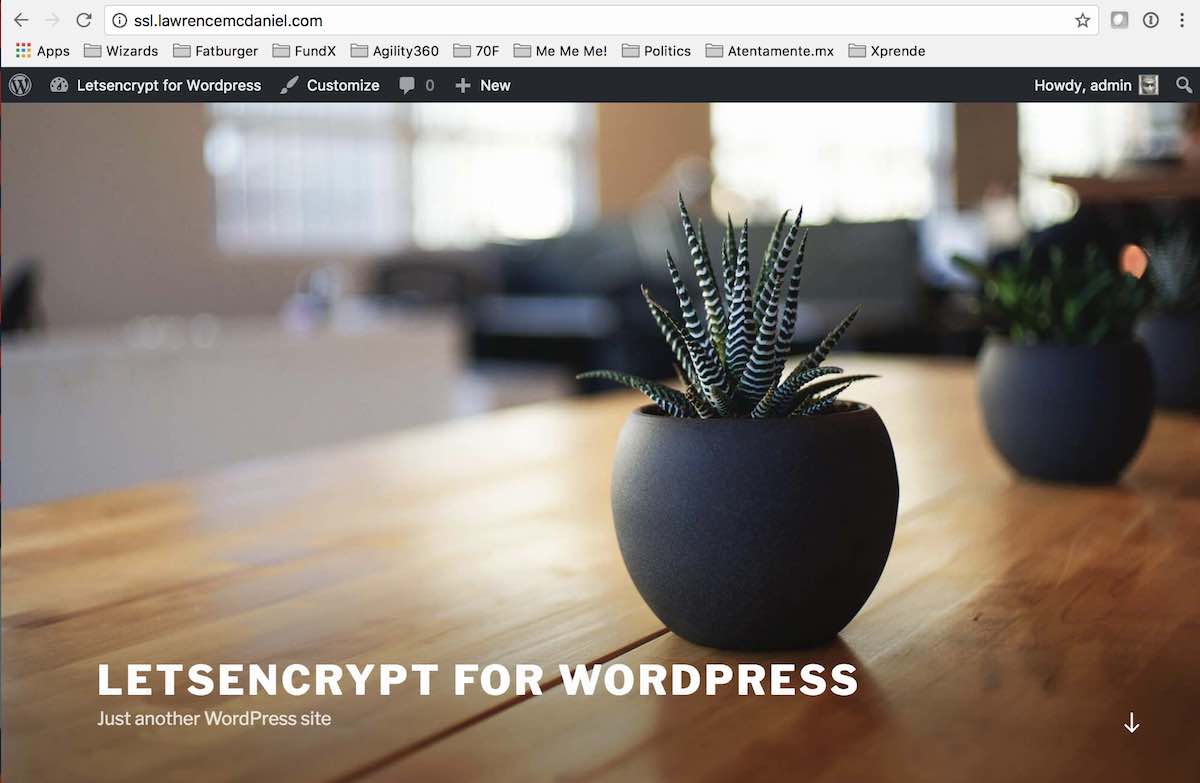 ssl.lawrencemcdaniel.com
Apps Wizards Fatburger FundX Agility360 70F Me Me Me! Politics Atentamente.mx Xprende
Letsencrypt for Wordpress Customize 0 New Howdy, admin
LETSENCRYPT FOR WORDPRESS
Just another WordPress site